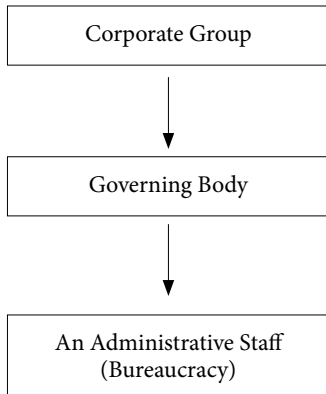 Corporate Group
Governing Body
An Administrative Staff
(Bureaucracy)